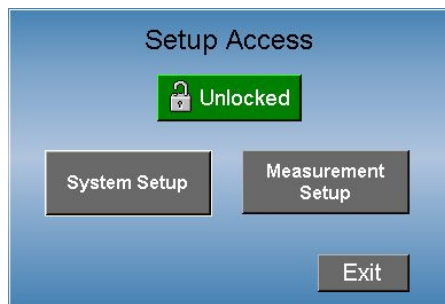 Setup Access
Unlocked
System Setup
Measurement
Setup
Exit